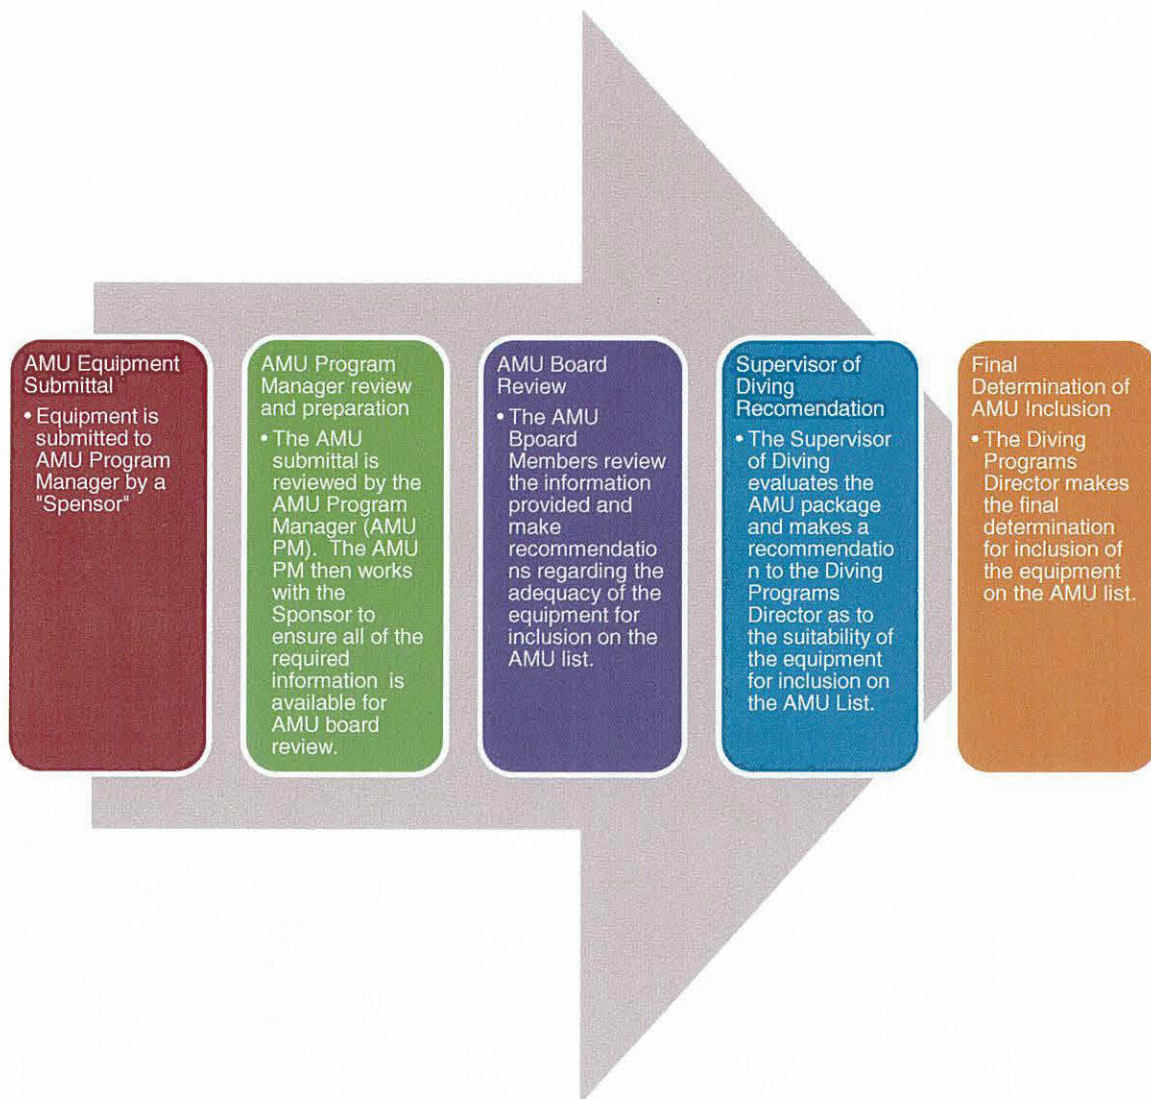 AMU Equipment
Submittal
• Equipment is
submitted to
AMU Program
Manager by a
"Spensor"
AMU Program
Manager review
and preparation
• The AMU
submittal is
reviewed by the
AMU Program
Manager (AMU
PM). The AMU
PM then works
with the
Sponsor to
ensure all of the
required
information is
available for
AMU board
review.
AMU Board
Review
• The AMU
Bpoard
Members review
the information
provided and
make
recommendatio
ns regarding the
adequacy of the
equipment for
inclusion on the
AMU list.
Supervisor of
Diving
Recomendation
• The Supervisor
of Diving
evaluates the
AMU package
and makes a
recommendatio
n to the Diving
Programs
Director as to
the suitability of
the equipment
for inclusion on
the AMU List.
Final
Determination of
AMU Inclusion
• The Diving
Programs
Director makes
the final
determination
for inclusion of
the equipment
on the AMU list.